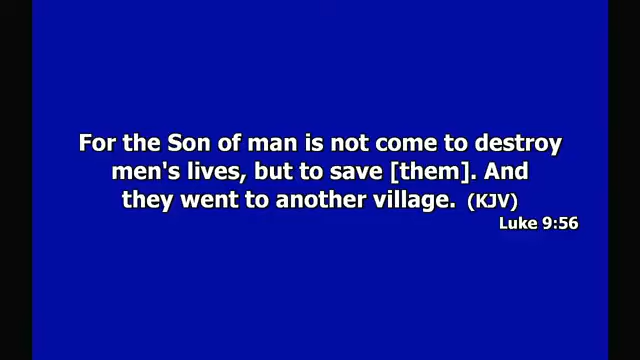 For the Son of man is not come to destroy
men's lives, but to save [them]. And
they went to another village. (KJV)
Luke 9:56